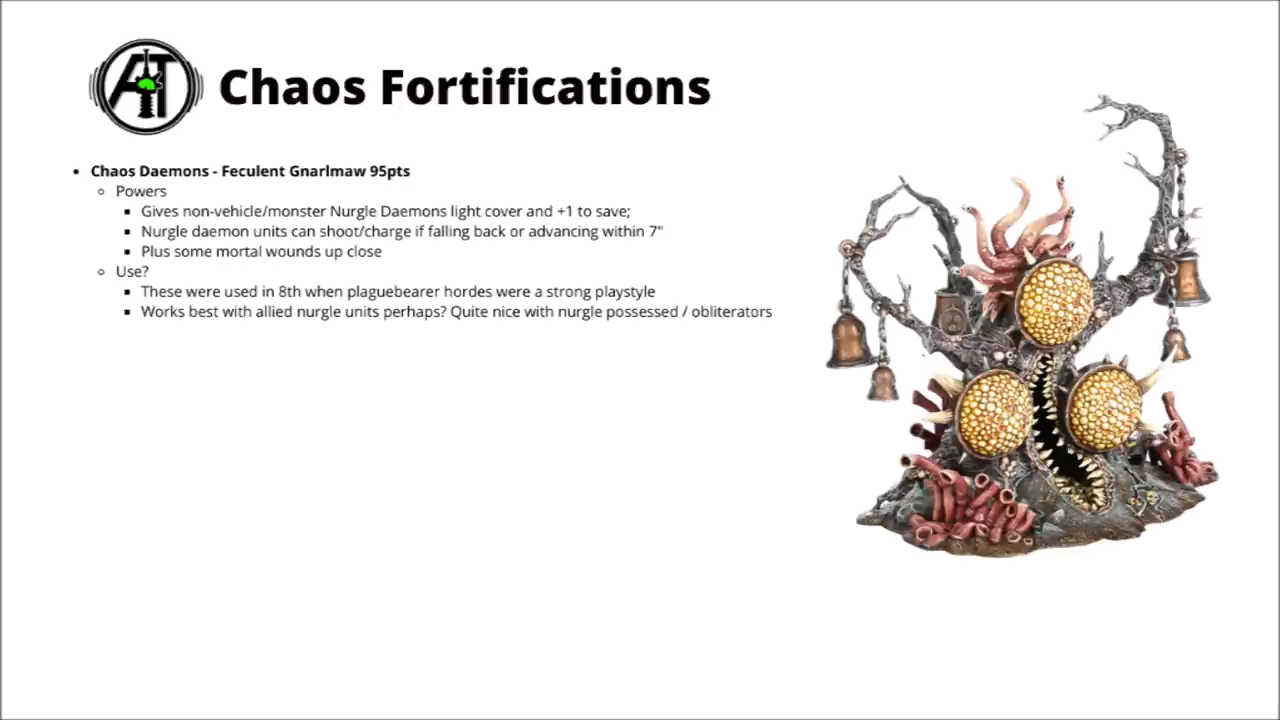 AT
Chaos Fortifications
• Chaos Daemons - Feculent Gnarlmaw 95pts
○ Powers
▪ Gives non-vehicle/monster Nurgle Daemons light cover and +1 to save;
▪ Nurgle daemon units can shoot/charge if falling back or advancing within 7"
▪ Plus some mortal wounds up close
○ Use?
▪ These were used in 8th when plaguebearer hordes were a strong playstyle
▪ Works best with allied nurgle units perhaps? Quite nice with nurgle possessed / obliterators